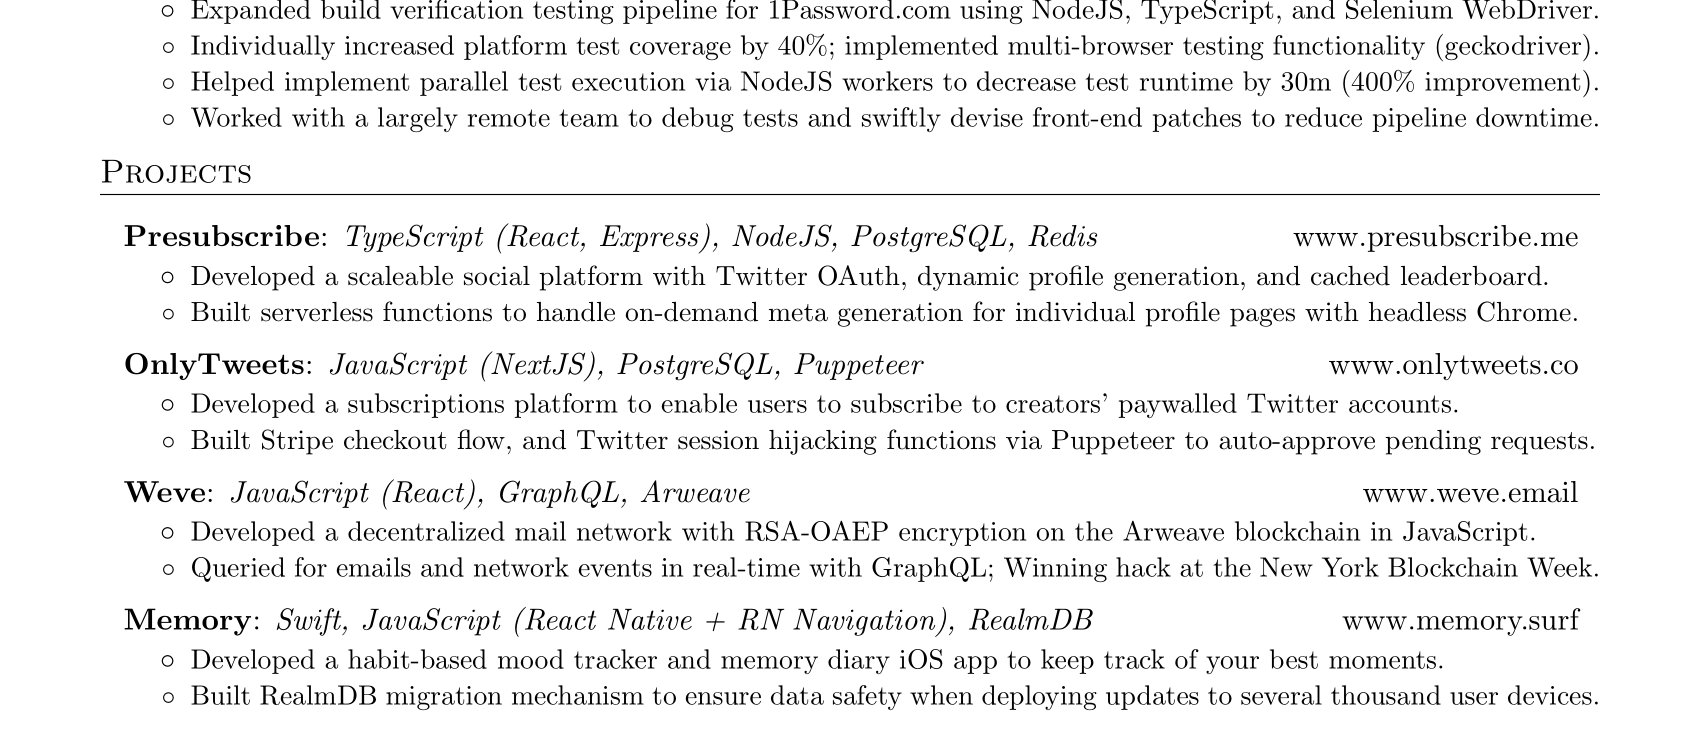 ◦ Expanded build verification testing pipeline for 1Password.com using NodeJS, TypeScript, and Selenium WebDriver.
◦ Individually increased platform test coverage by 40%; implemented multi-browser testing functionality (geckodriver).
◦ Helped implement parallel test execution via NodeJS workers to decrease test runtime by 30m (400% improvement).
◦ Worked with a largely remote team to debug tests and swiftly devise front-end patches to reduce pipeline downtime.
Projects
Presubscribe: TypeScript (React, Express), NodeJS, PostgreSQL, Redis www.presubscribe.me
◦ Developed a scaleable social platform with Twitter OAuth, dynamic profile generation, and cached leaderboard.
◦ Built serverless functions to handle on-demand meta generation for individual profile pages with headless Chrome.
OnlyTweets: JavaScript (NextJS), PostgreSQL, Puppeteer www.onlytweets.co
◦ Developed a subscriptions platform to enable users to subscribe to creators' paywalled Twitter accounts.
◦ Built Stripe checkout flow, and Twitter session hijacking functions via Puppeteer to auto-approve pending requests.
Weve: JavaScript (React), GraphQL, Arweave www.weve.email
◦ Developed a decentralized mail network with RSA-OAEP encryption on the Arweave blockchain in JavaScript.
◦ Queried for emails and network events in real-time with GraphQL; Winning hack at the New York Blockchain Week.
Memory: Swift, JavaScript (React Native + RN Navigation), RealmDB www.memory.surf
◦ Developed a habit-based mood tracker and memory diary iOS app to keep track of your best moments.
◦ Built RealmDB migration mechanism to ensure data safety when deploying updates to several thousand user devices.